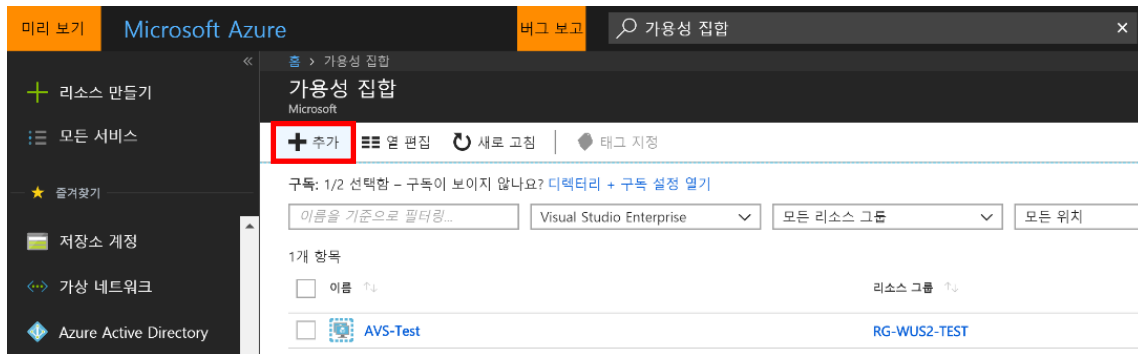 미리 보기 Microsoft Azure 버그 보고 가용성 집합
홈 > 가용성 집합
가용성 집합
Microsoft
리소스 만들기
모든 서비스
즐겨찾기
저장소 계정
가상 네트워크
Azure Active Directory
추가 열 편집 새로 고침 태그 지정
구독: 1/2 선택함 – 구독이 보이지 않나요? 디렉터리 + 구독 설정 열기
이름을 기준으로 필터링... Visual Studio Enterprise 모든 리소스 그룹 모든 위치
1개 항목
이름 리소스 그룹
AVS-Test RG-WUS2-TEST